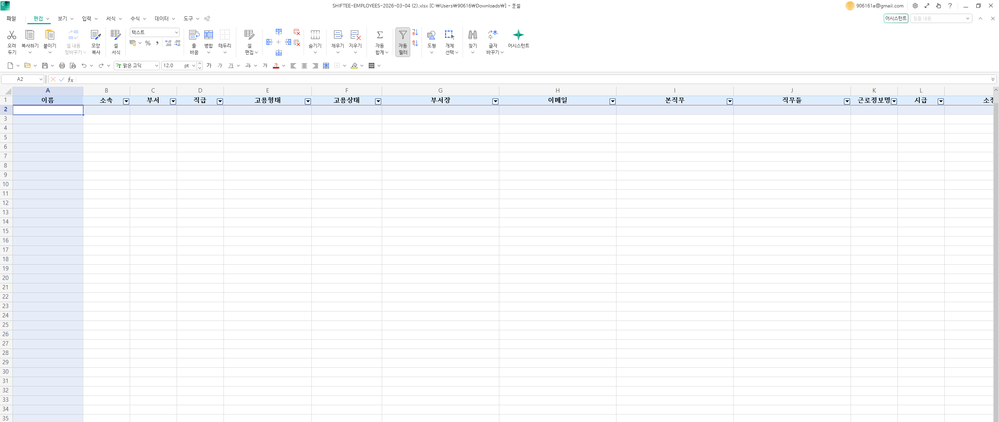 SHIFTEE-EMPLOYEES-2026-03-04 (2).xlsx [C:₩Users₩90616₩Downloads₩] - 훈셀
906161a@gmail.com
파일 편집 보기 입력 서식 수식 데이터 도구
어시스턴트 찾을 내용
오려 두기
복사하기
붙이기
셀 내용 맞바꾸기
모양 복사
셀 서식
텍스트
% , ←.0 .00 .00 →.0
줄 바꿈
병합
테두리
셀 편집
숨기기
채우기
지우기
Σ
자동 합계
자동 필터
도형
개체 선택
찾기
글자 바꾸기
어시스턴트
맑은 고딕 12.0 pt 가 가 가 가 가 가
A2 fx
A B C D E F G H I J K L
1 이름 소속 부서 직급 고용형태 고용상태 부서장 이메일 본직무 직무들 근로정보명 시급
2
3
4
5
6
7
8
9
10
11
12
13
14
15
16
17
18
19
20
21
22
23
24
25
26
27
28
29
30
31
32
33
34
35